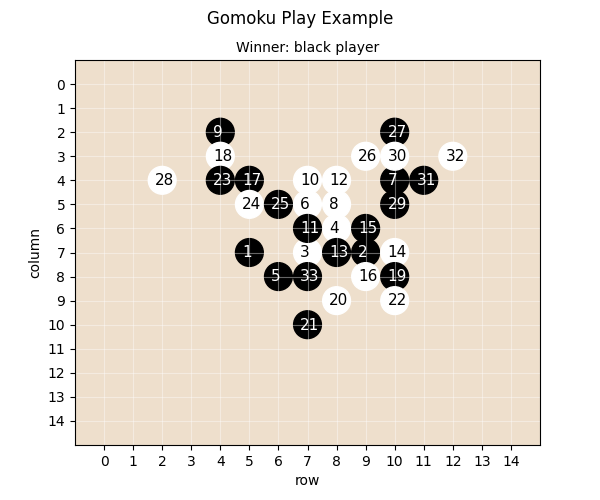 Gomoku Play Example
Winner: black player
0
1
2 9 27
3 18 26 30 32
4 28 23 17 10 12 7 31
5 24 25 6 8 29
6 11 4 15
7 1 3 13 2 14
8 5 33 16 19
9 20 22
10 21
11
12
13
14
column
0 1 2 3 4 5 6 7 8 9 10 11 12 13 14
row